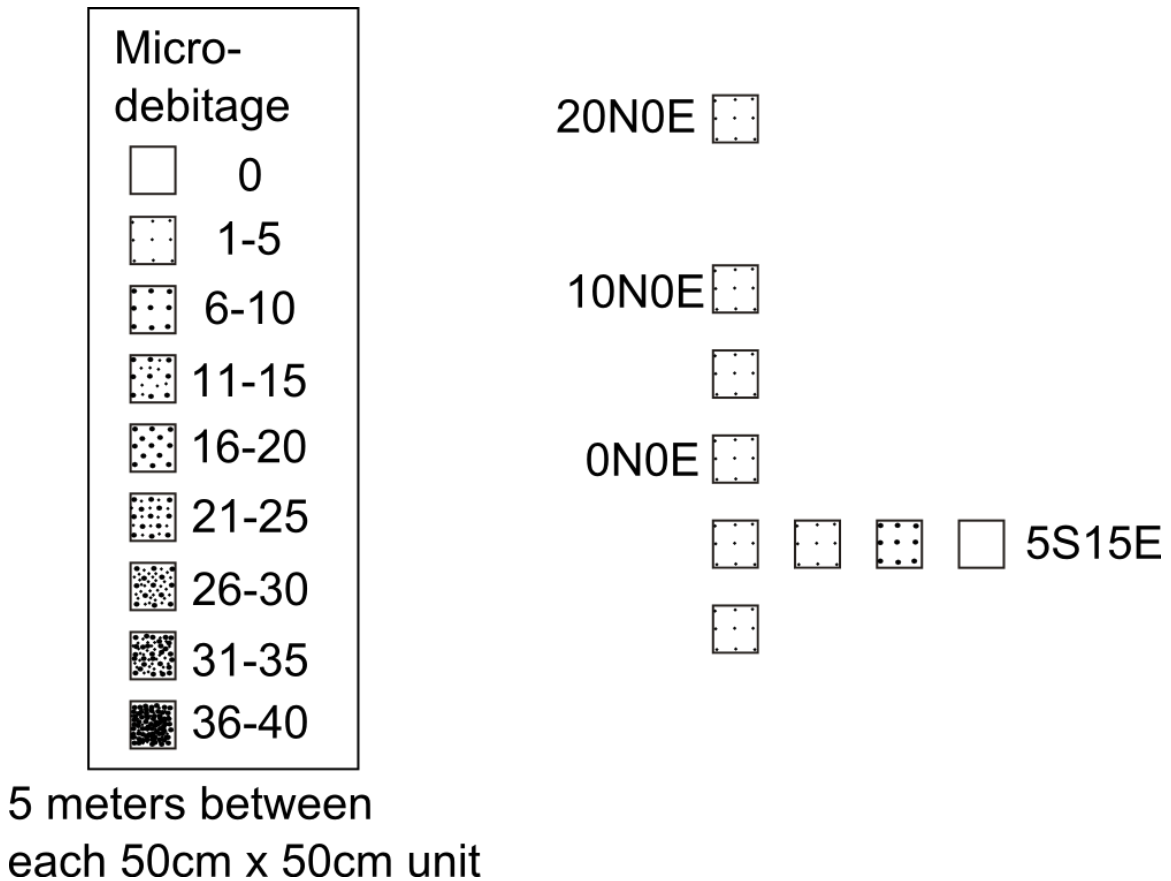 Micro-
debitage
0
1-5
6-10
11-15
16-20
21-25
26-30
31-35
36-40
5 meters between
each 50cm x 50cm unit
20N0E
10N0E
0N0E
5S15E